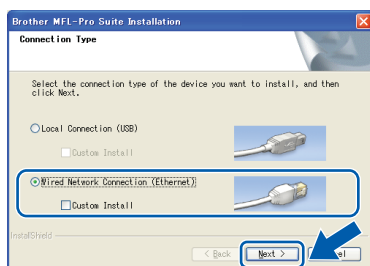 Brother MFL-Pro Suite Installation
Connection Type
Select the connection type of the device you want to install, and then
click Next.
Local Connection (USB)
Custom Install
Wired Network Connection (Ethernet)
Custom Install
InstallShield
< Back Next >